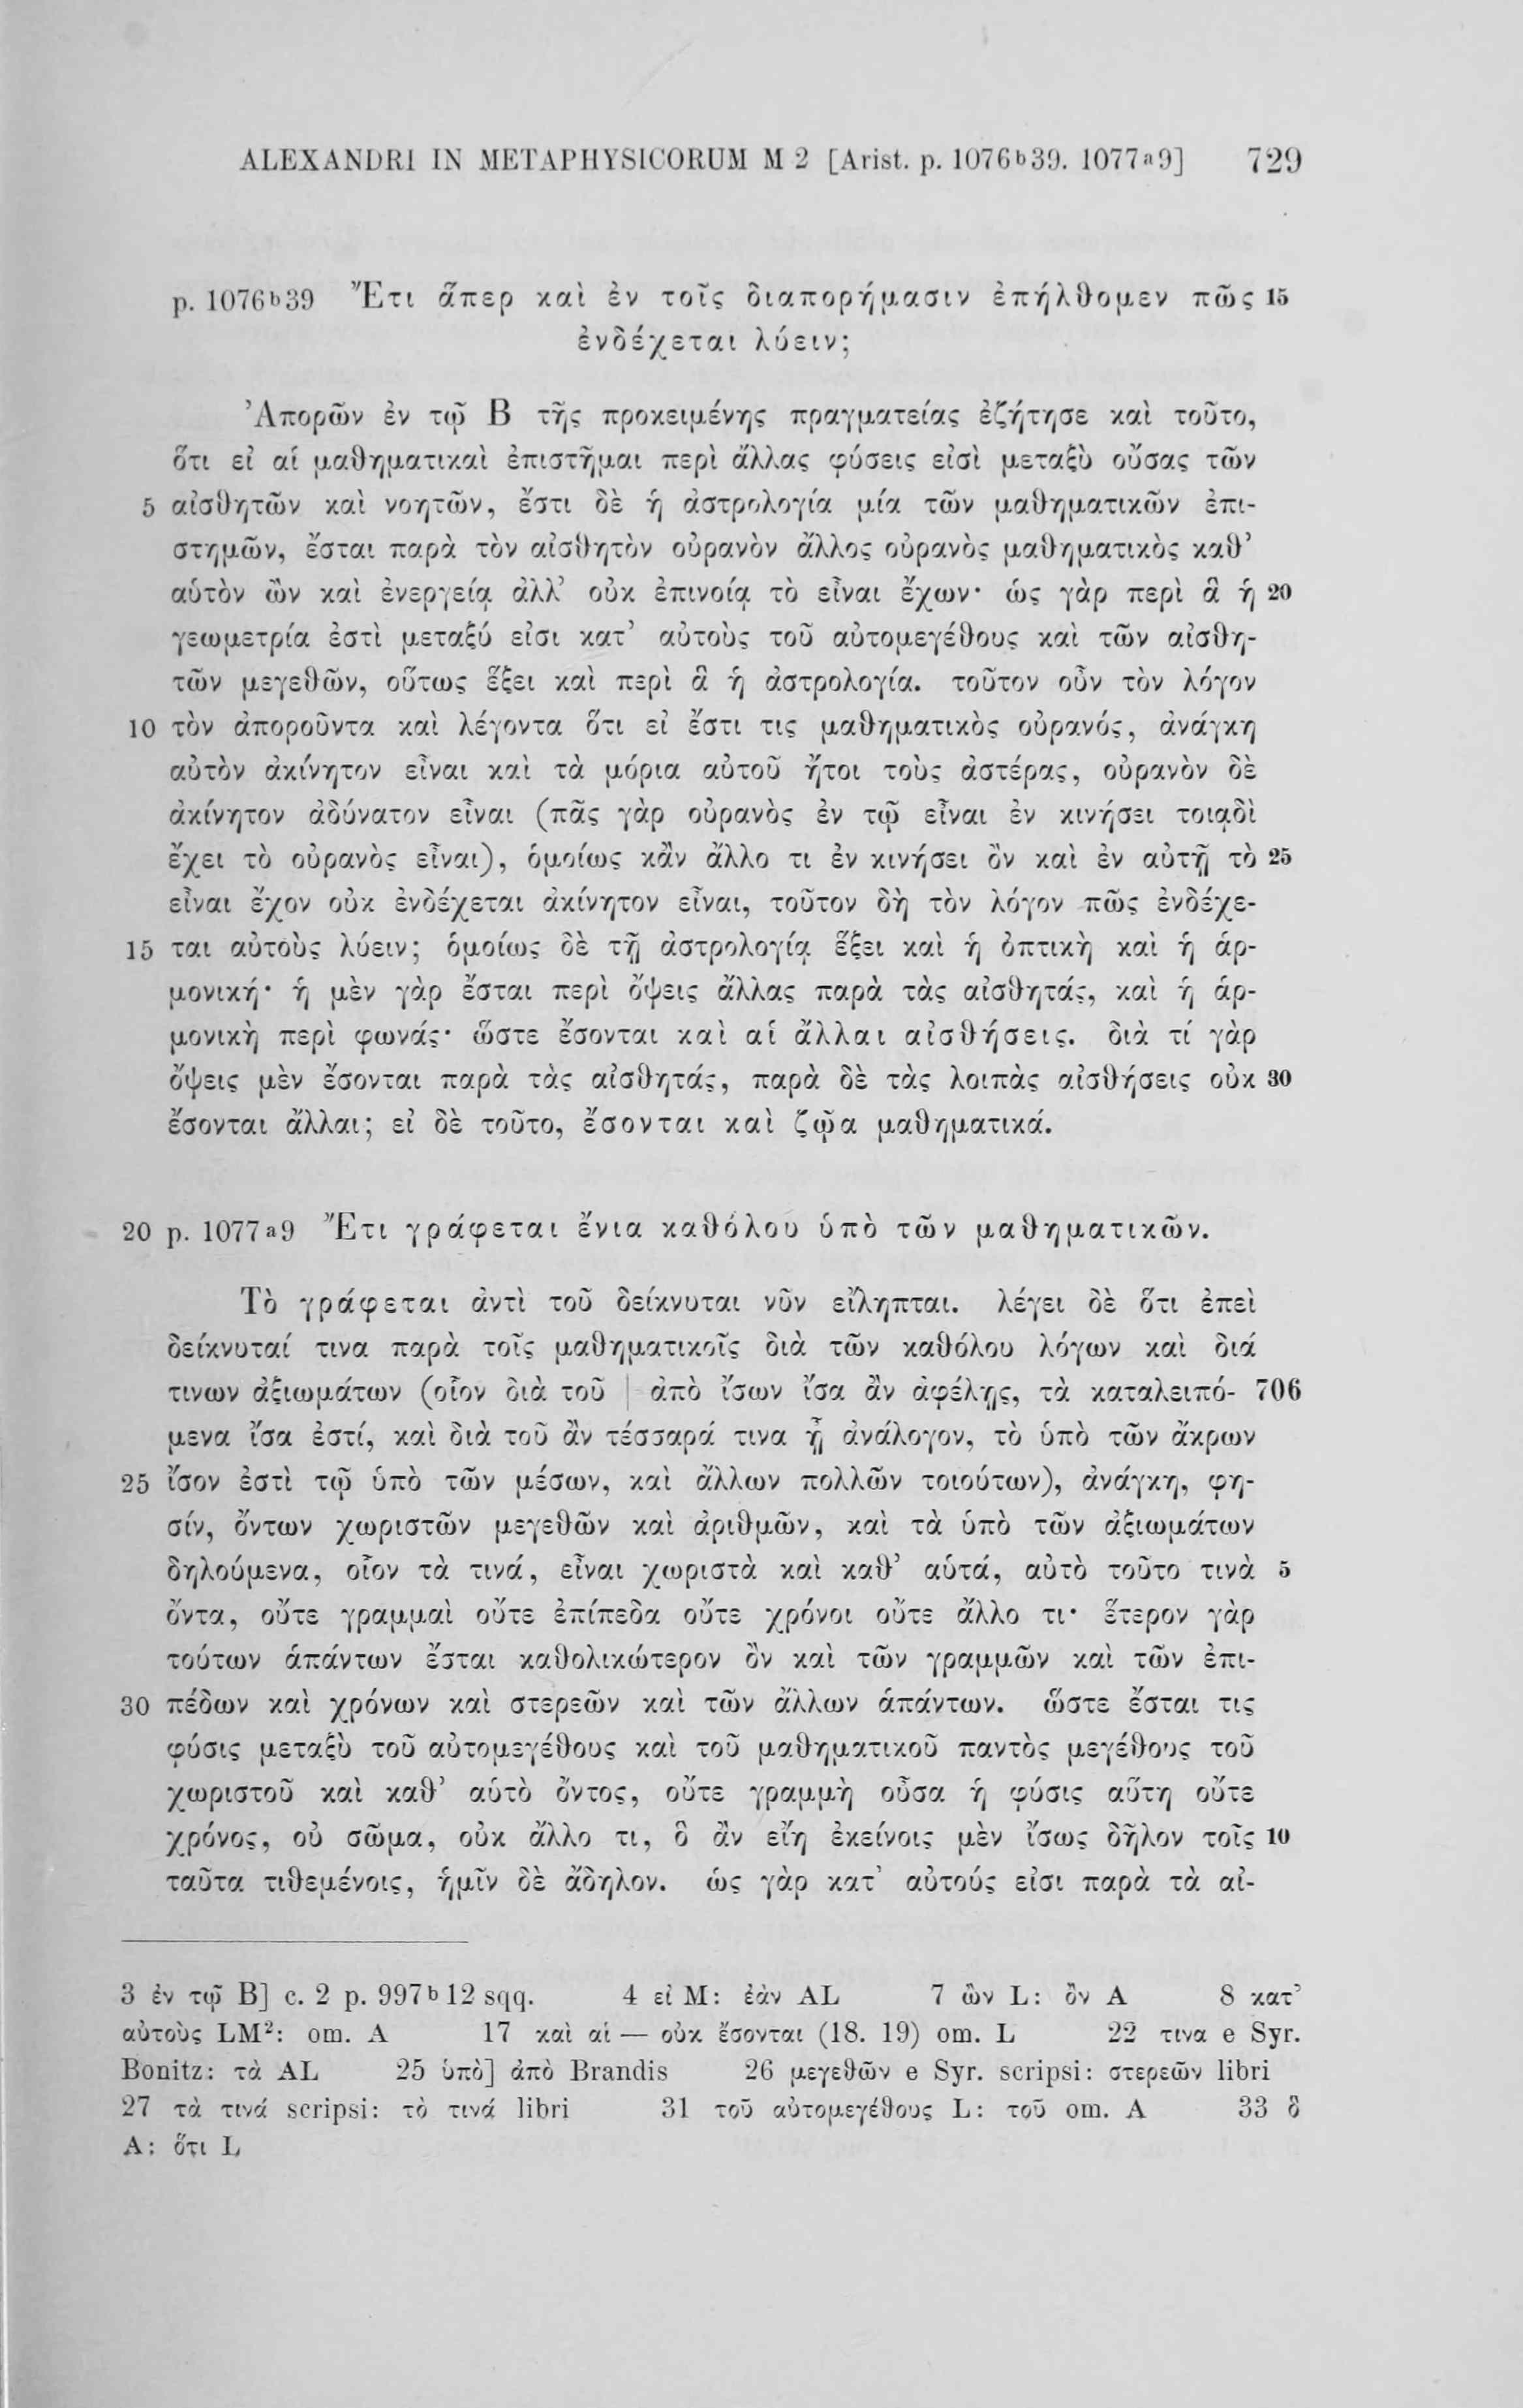 ALEXANDRI IN METAPHYSICORUM M 2 [Arist. p. 1076ᵇ39. 1077ᵃ9] 729
p. 1076ᵇ39 Ἔτι ἅπερ καὶ ἐν τοῖς διαπορήμασιν ἐπήλθομεν πῶς 15
ἐνδέχεται λύειν;
Ἀπορῶν ἐν τῷ Β τῆς προκειμένης πραγματείας ἐζήτησε καὶ τοῦτο,
ὅτι εἰ αἱ μαθηματικαὶ ἐπιστῆμαι περὶ ἄλλας φύσεις εἰσὶ μεταξὺ οὔσας τῶν
5 αἰσθητῶν καὶ νοητῶν, ἔστι δὲ ἡ ἀστρολογία μία τῶν μαθηματικῶν ἐπι-
στημῶν, ἔσται παρὰ τὸν αἰσθητὸν οὐρανὸν ἄλλος οὐρανὸς μαθηματικὸς καθ’
αὑτὸν ὢν καὶ ἐνεργείᾳ ἀλλ’ οὐκ ἐπινοίᾳ τὸ εἶναι ἔχων· ὡς γὰρ περὶ ἃ ἡ 20
γεωμετρία ἐστὶ μεταξύ εἰσι κατ’ αὐτοὺς τοῦ αὐτομεγέθους καὶ τῶν αἰσθη-
τῶν μεγεθῶν, οὕτως ἕξει καὶ περὶ ἃ ἡ ἀστρολογία. τοῦτον οὖν τὸν λόγον
10 τὸν ἀποροῦντα καὶ λέγοντα ὅτι εἰ ἔστι τις μαθηματικὸς οὐρανός, ἀνάγκη
αὐτὸν ἀκίνητον εἶναι καὶ τὰ μόρια αὐτοῦ ἤτοι τοὺς ἀστέρας, οὐρανὸν δὲ
ἀκίνητον ἀδύνατον εἶναι (πᾶς γὰρ οὐρανὸς ἐν τῷ εἶναι ἐν κινήσει τοιᾳδὶ
ἔχει τὸ οὐρανὸς εἶναι), ὁμοίως κἂν ἄλλο τι ἐν κινήσει ὂν καὶ ἐν αὐτῇ τὸ 25
εἶναι ἔχον οὐκ ἐνδέχεται ἀκίνητον εἶναι, τοῦτον δὴ τὸν λόγον πῶς ἐνδέχε-
15 ται αὐτοὺς λύειν; ὁμοίως δὲ τῇ ἀστρολογίᾳ ἕξει καὶ ἡ ὀπτικὴ καὶ ἡ ἁρ-
μονική· ἡ μὲν γὰρ ἔσται περὶ ὄψεις ἄλλας παρὰ τὰς αἰσθητάς, καὶ ἡ ἁρ-
μονικὴ περὶ φωνάς· ὥστε ἔσονται καὶ αἱ ἄλλαι αἰσθήσεις. διὰ τί γὰρ
ὄψεις μὲν ἔσονται παρὰ τὰς αἰσθητάς, παρὰ δὲ τὰς λοιπὰς αἰσθήσεις οὐκ 30
ἔσονται ἄλλαι; εἰ δὲ τοῦτο, ἔσονται καὶ ζῷα μαθηματικά.
20 p. 1077ᵃ9 Ἔτι γράφεται ἔνια καθόλου ὑπὸ τῶν μαθηματικῶν.
Τὸ γράφεται ἀντὶ τοῦ δείκνυται νῦν εἴληπται. λέγει δὲ ὅτι ἐπεὶ
δείκνυταί τινα παρὰ τοῖς μαθηματικοῖς διὰ τῶν καθόλου λόγων καὶ διά
τινων ἀξιωμάτων (οἷον διὰ τοῦ | ἀπὸ ἴσων ἴσα ἂν ἀφέλῃς, τὰ καταλειπό- 706
μενα ἴσα ἐστί, καὶ διὰ τοῦ ἂν τέσσαρά τινα ᾖ ἀνάλογον, τὸ ὑπὸ τῶν ἄκρων
25 ἴσον ἐστὶ τῷ ὑπὸ τῶν μέσων, καὶ ἄλλων πολλῶν τοιούτων), ἀνάγκη, φη-
σίν, ὄντων χωριστῶν μεγεθῶν καὶ ἀριθμῶν, καὶ τὰ ὑπὸ τῶν ἀξιωμάτων
δηλούμενα, οἷον τὰ τινά, εἶναι χωριστὰ καὶ καθ’ αὑτά, αὐτὸ τοῦτο τινὰ 5
ὄντα, οὔτε γραμμαὶ οὔτε ἐπίπεδα οὔτε χρόνοι οὔτε ἄλλο τι· ἕτερον γὰρ
τούτων ἁπάντων ἔσται καθολικώτερον ὂν καὶ τῶν γραμμῶν καὶ τῶν ἐπι-
30 πέδων καὶ χρόνων καὶ στερεῶν καὶ τῶν ἄλλων ἁπάντων. ὥστε ἔσται τις
φύσις μεταξὺ τοῦ αὐτομεγέθους καὶ τοῦ μαθηματικοῦ παντὸς μεγέθους τοῦ
χωριστοῦ καὶ καθ’ αὑτὸ ὄντος, οὔτε γραμμὴ οὖσα ἡ φύσις αὕτη οὔτε
χρόνος, οὐ σῶμα, οὐκ ἄλλο τι, ὃ ἂν εἴη ἐκείνοις μὲν ἴσως δῆλον τοῖς 10
ταῦτα τιθεμένοις, ἡμῖν δὲ ἄδηλον. ὡς γὰρ κατ’ αὐτούς εἰσι παρὰ τὰ αἰ-
3 ἐν τῷ Β] c. 2 p. 997ᵇ12 sqq. 4 εἰ M: ἐὰν AL 7 ὢν L: ὂν A 8 κατ’
αὐτοὺς LM²: om. A 17 καὶ αἱ — οὐκ ἔσονται (18. 19) om. L 22 τινα e Syr.
Bonitz: τὰ AL 25 ὑπὸ] ἀπὸ Brandis 26 μεγεθῶν e Syr. scripsi: στερεῶν libri
27 τὰ τινά scripsi: τὸ τινά libri 31 τοῦ αὐτομεγέθους L: τοῦ om. A 33 ὃ
A: ὅτι L